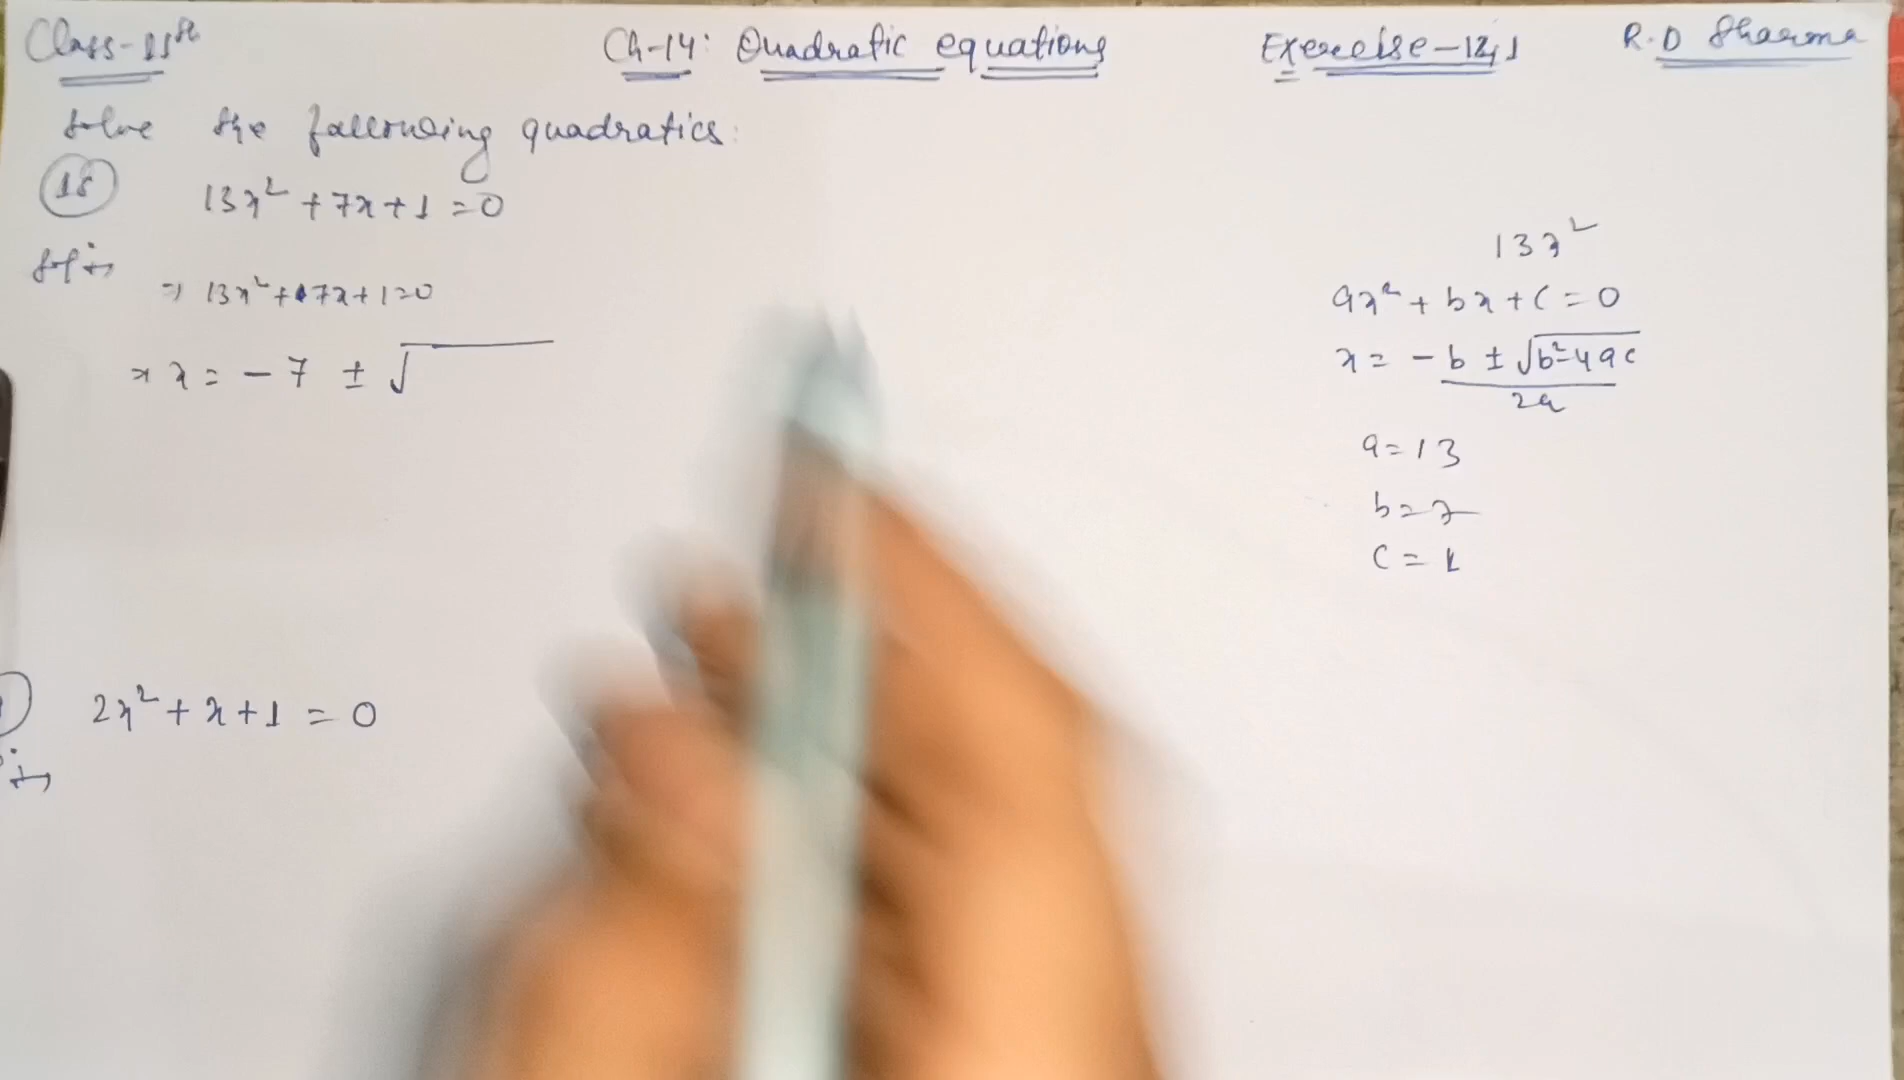 Class-11th Ch-14: Quadratic equations Exercise-14.1 R.D Sharma
Solve the following quadratics:
18 13x² + 7x + 1 = 0
Sol:-
⇒ 13x² + 7x + 1 = 0
x = -7 ± √
2x² + x + 1 = 0
13x²
ax² + bx + c = 0
x = -b ± √b²-4ac
2a
a = 13
b = 7
c = 1